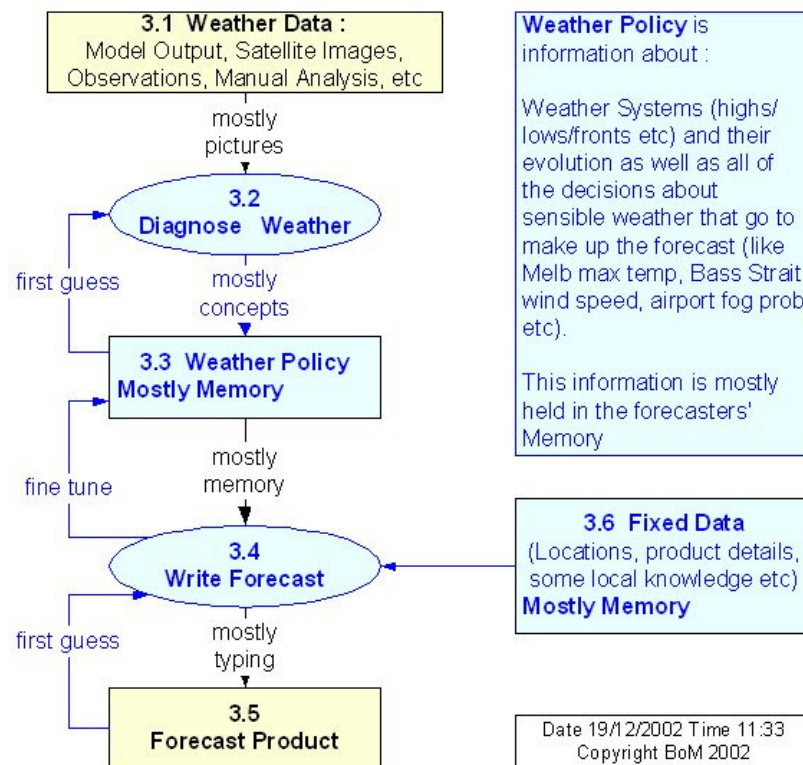 3.1 Weather Data :
Model Output, Satellite Images,
Observations, Manual Analysis, etc
mostly
pictures
3.2
Diagnose Weather
first guess
mostly
concepts
3.3 Weather Policy
Mostly Memory
fine tune
mostly
memory
3.4
Write Forecast
first guess
mostly
typing
3.5
Forecast Product
Weather Policy is
information about :
Weather Systems (highs/
lows/fronts etc) and their
evolution as well as all of
the decisions about
sensible weather that go to
make up the forecast (like
Melb max temp, Bass Strait
wind speed, airport fog prob
etc).
This information is mostly
held in the forecasters'
Memory
3.6 Fixed Data
(Locations, product details,
some local knowledge etc)
Mostly Memory
Date 19/12/2002 Time 11:33
Copyright BoM 2002